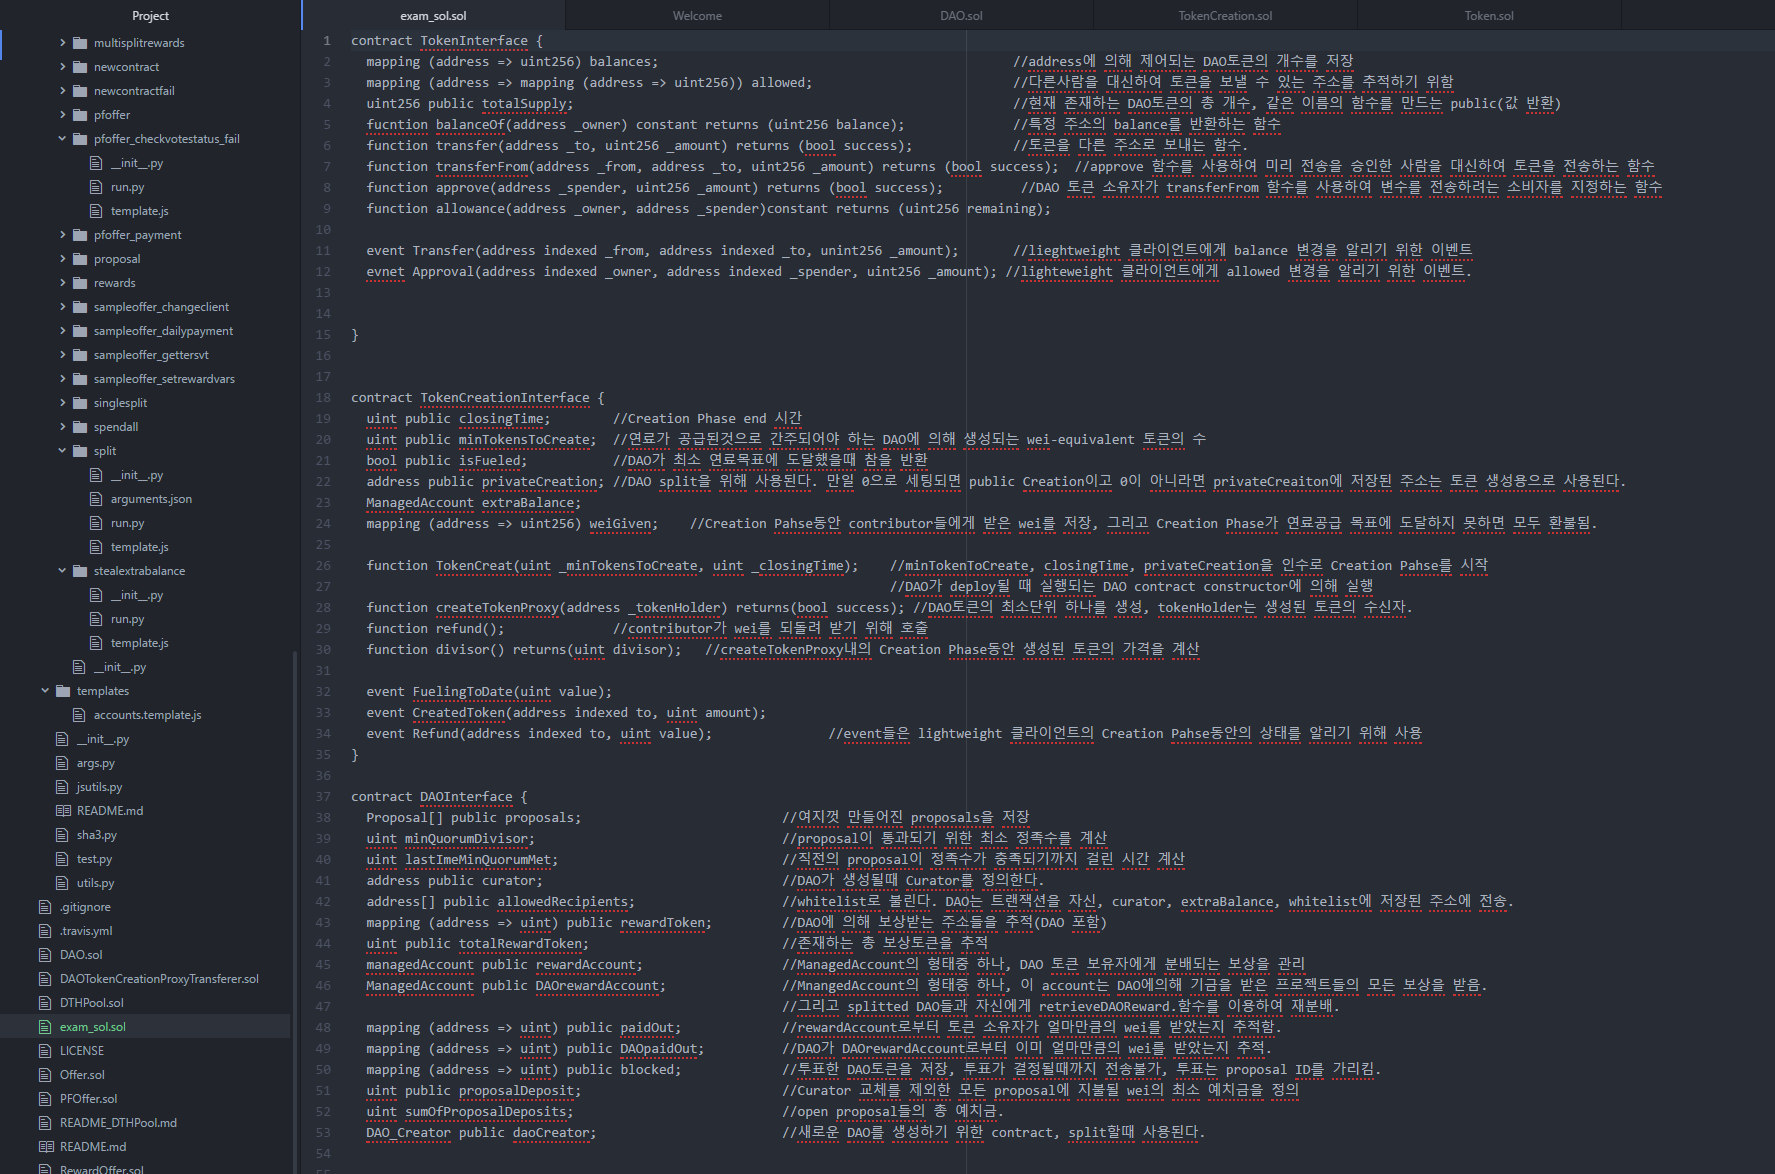 Project
multisplitrewards
newcontract
newcontractfail
pfoffer
pfoffer_checkvotestatus_fail
__init__.py
run.py
template.js
pfoffer_payment
proposal
rewards
sampleoffer_changeclient
sampleoffer_dailypayment
sampleoffer_gettersvt
sampleoffer_setrewardvars
singlesplit
spendall
split
__init__.py
arguments.json
run.py
template.js
stealextrabalance
__init__.py
run.py
template.js
__init__.py
templates
accounts.template.js
__init__.py
args.py
jsutils.py
README.md
sha3.py
test.py
utils.py
.gitignore
.travis.yml
DAO.sol
DAOTokenCreationProxyTransferer.sol
DTHPool.sol
exam_sol.sol
LICENSE
Offer.sol
PFOffer.sol
README_DTHPool.md
README.md
RewardOffer.sol
exam_sol.sol Welcome DAO.sol TokenCreation.sol Token.sol
1 contract TokenInterface {
2 mapping (address => uint256) balances; //address에 의해 제어되는 DAO토큰의 개수를 저장
3 mapping (address => mapping (address => uint256)) allowed; //다른사람을 대신하여 토큰을 보낼 수 있는 주소를 추적하기 위함
4 uint256 public totalSupply; //현재 존재하는 DAO토큰의 총 개수, 같은 이름의 함수를 만드는 public(값 반환)
5 fucntion balanceOf(address _owner) constant returns (uint256 balance); //특정 주소의 balance를 반환하는 함수
6 function transfer(address _to, uint256 _amount) returns (bool success); //토큰을 다른 주소로 보내는 함수.
7 function transferFrom(address _from, address _to, uint256 _amount) returns (bool success); //approve 함수를 사용하여 미리 전송을 승인한 사람을 대신하여 토큰을 전송하는 함수
8 function approve(address _spender, uint256 _amount) returns (bool success); //DAO 토큰 소유자가 transferFrom 함수를 사용하여 변수를 전송하려는 소비자를 지정하는 함수
9 function allowance(address _owner, address _spender)constant returns (uint256 remaining);
10
11 event Transfer(address indexed _from, address indexed _to, unint256 _amount); //lieghtweight 클라이언트에게 balance 변경을 알리기 위한 이벤트
12 evnet Approval(address indexed _owner, address indexed _spender, uint256 _amount); //lighteweight 클라이언트에게 allowed 변경을 알리기 위한 이벤트.
13
14
15 }
16
17
18 contract TokenCreationInterface {
19 uint public closingTime; //Creation Phase end 시간
20 uint public minTokensToCreate; //연료가 공급된것으로 간주되어야 하는 DAO에 의해 생성되는 wei-equivalent 토큰의 수
21 bool public isFueled; //DAO가 최소 연료목표에 도달했을때 참을 반환
22 address public privateCreation; //DAO split을 위해 사용된다. 만일 0으로 세팅되면 public Creation이고 0이 아니라면 privateCreaiton에 저장된 주소는 토큰 생성용으로 사용된다.
23 ManagedAccount extraBalance;
24 mapping (address => uint256) weiGiven; //Creation Pahse동안 contributor들에게 받은 wei를 저장, 그리고 Creation Phase가 연료공급 목표에 도달하지 못하면 모두 환불됨.
25
26 function TokenCreat(uint _minTokensToCreate, uint _closingTime); //minTokenToCreate, closingTime, privateCreation을 인수로 Creation Pahse를 시작
27 //DAO가 deploy될 때 실행되는 DAO contract constructor에 의해 실행
28 function createTokenProxy(address _tokenHolder) returns(bool success); //DAO토큰의 최소단위 하나를 생성, tokenHolder는 생성된 토큰의 수신자.
29 function refund(); //contributor가 wei를 되돌려 받기 위해 호출
30 function divisor() returns(uint divisor); //createTokenProxy내의 Creation Phase동안 생성된 토큰의 가격을 계산
31
32 event FuelingToDate(uint value);
33 event CreatedToken(address indexed to, uint amount);
34 event Refund(address indexed to, uint value); //event들은 lightweight 클라이언트의 Creation Pahse동안의 상태를 알리기 위해 사용
35 }
36
37 contract DAOInterface {
38 Proposal[] public proposals; //여지껏 만들어진 proposals을 저장
39 uint minQuorumDivisor; //proposal이 통과되기 위한 최소 정족수를 계산
40 uint lastImeMinQuorumMet; //직전의 proposal이 정족수가 충족되기까지 걸린 시간 계산
41 address public curator; //DAO가 생성될때 Curator를 정의한다.
42 address[] public allowedRecipients; //whitelist로 불린다. DAO는 트랜잭션을 자신, curator, extraBalance, whitelist에 저장된 주소에 전송.
43 mapping (address => uint) public rewardToken; //DAO에 의해 보상받는 주소들을 추적(DAO 포함)
44 uint public totalRewardToken; //존재하는 총 보상토큰을 추적
45 managedAccount public rewardAccount; //ManagedAccount의 형태중 하나, DAO 토큰 보유자에게 분배되는 보상을 관리
46 ManagedAccount public DAOrewardAccount; //MnangedAccount의 형태중 하나, 이 account는 DAO에의해 기금을 받은 프로젝트들의 모든 보상을 받음.
47 //그리고 splitted DAO들과 자신에게 retrieveDAOReward.함수를 이용하여 재분배.
48 mapping (address => uint) public paidOut; //rewardAccount로부터 토큰 소유자가 얼마만큼의 wei를 받았는지 추적함.
49 mapping (address => uint) public DAOpaidOut; //DAO가 DAOrewardAccount로부터 이미 얼마만큼의 wei를 받았는지 추적.
50 mapping (address => uint) public blocked; //투표한 DAO토큰을 저장, 투표가 결정될때까지 전송불가, 투표는 proposal ID를 가리킴.
51 uint public proposalDeposit; //Curator 교체를 제외한 모든 proposal에 지불될 wei의 최소 예치금을 정의
52 uint sumOfProposalDeposits; //open proposal들의 총 예치금.
53 DAO_Creator public daoCreator; //새로운 DAO를 생성하기 위한 contract, split할때 사용된다.
54